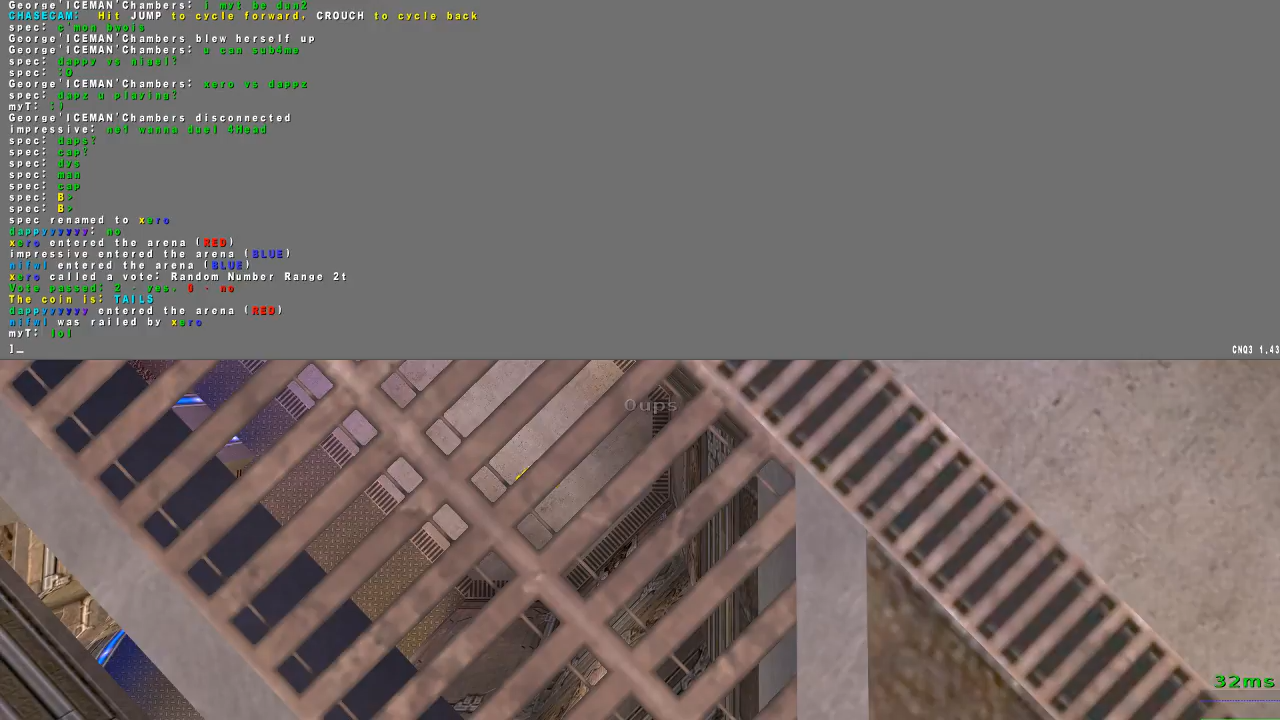 George'ICEMAN'Chambers: i myt be dun2
CHASECAM: Hit JUMP to cycle forward, CROUCH to cycle back
spec: c'mon bwois
George'ICEMAN'Chambers blew herself up
George'ICEMAN'Chambers: u can sub4me
spec: dappy vs nigel?
spec: :O
George'ICEMAN'Chambers: xero vs dappz
spec: dapz u playing?
myT: :)
George'ICEMAN'Chambers disconnected
impressive: ne1 wanna duel 4Head
spec: daps?
spec: cap?
spec: dvs
spec: man
spec: cap
spec: B>
spec: B>
spec renamed to xero
dappyyyyyy: no
xero entered the arena (RED)
impressive entered the arena (BLUE)
nifwl entered the arena (BLUE)
xero called a vote: Random Number Range 2t
Vote passed: 2 - yes, 0 - no
The coin is: TAILS
dappyyyyyy entered the arena (RED)
nifwl was railed by xero
myT: lol
]_
CNQ3 1.43
Oups
32ms